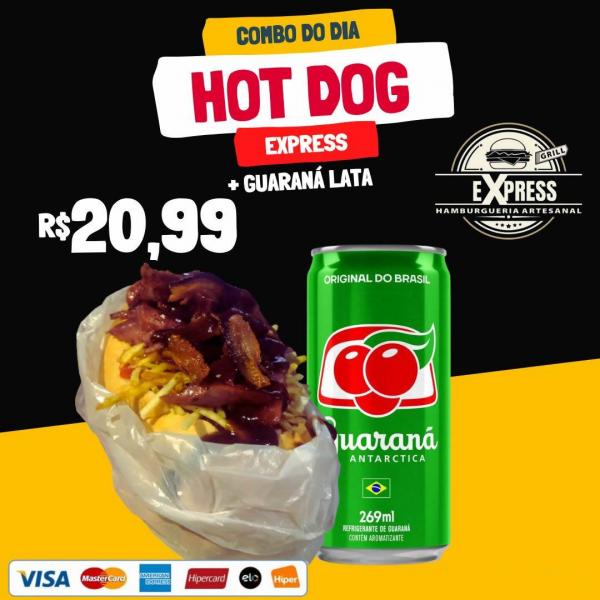 COMBO DO DIA
HOT DOG
EXPRESS
+ GUARANÁ LATA
R$20,99
GRILL
EXPRESS
HAMBURGUERIA ARTESANAL
ORIGINAL DO BRASIL
Guaraná
ANTARCTICA
269ml
REFRIGERANTE DE GUARANÁ
CONTÉM AROMATIZANTE
VISA
MasterCard
AMERICAN EXPRESS
Hipercard
elo
Hiper